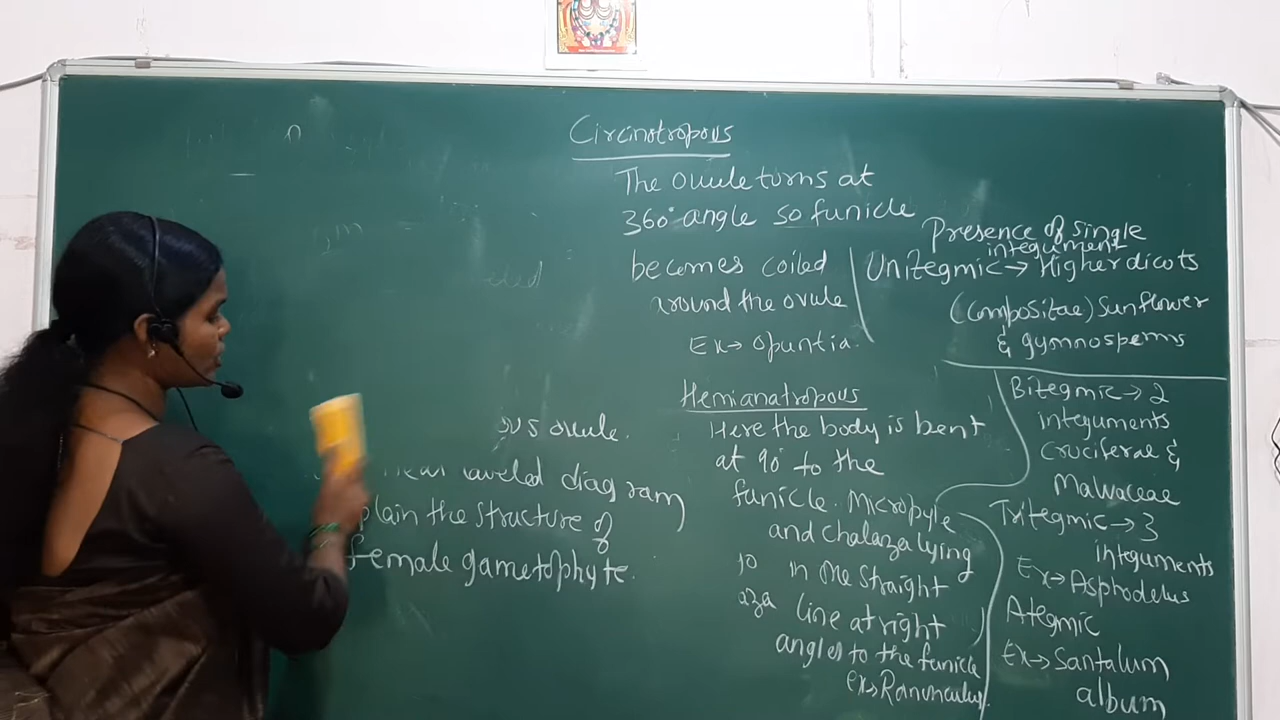 Circinotropous
The Ovule turns at
360° angle so funicle
becomes coiled
around the ovule
Ex→ Opuntia.
Hemianatropous
Here the body is bent
at 90° to the
funicle. Micropyle
and chalaza lying
in one straight
line at right
angles to the funicle
ex→Ranunculus.
Presence of single
integument
Unitegmic→ Higher dicots
(Compositae) Sunflower
& gymnosperms
Bitegmic→ 2
integuments
Cruciferae &
Malvaceae
Tritegmic→3
integuments
Ex→Asphodelus
Ategmic
Ex→Santalum
album
ovule.
diagram
plain the structure of
female gametophyte.